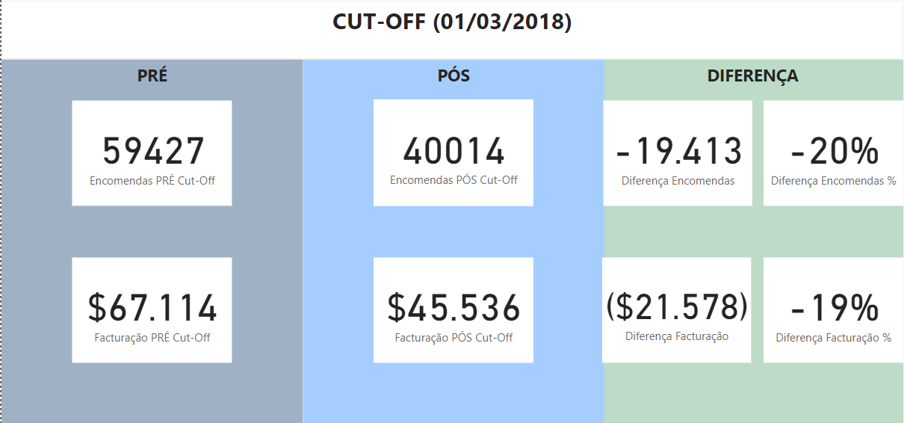 CUT-OFF (01/03/2018)
PRÉ
59427
Encomendas PRÉ Cut-Off
$67.114
Facturação PRÉ Cut-Off
PÓS
40014
Encomendas PÓS Cut-Off
$45.536
Facturação PÓS Cut-Off
DIFERENÇA
-19.413
Diferença Encomendas
-20%
Diferença Encomendas %
($21.578)
Diferença Facturação
-19%
Diferença Facturação %